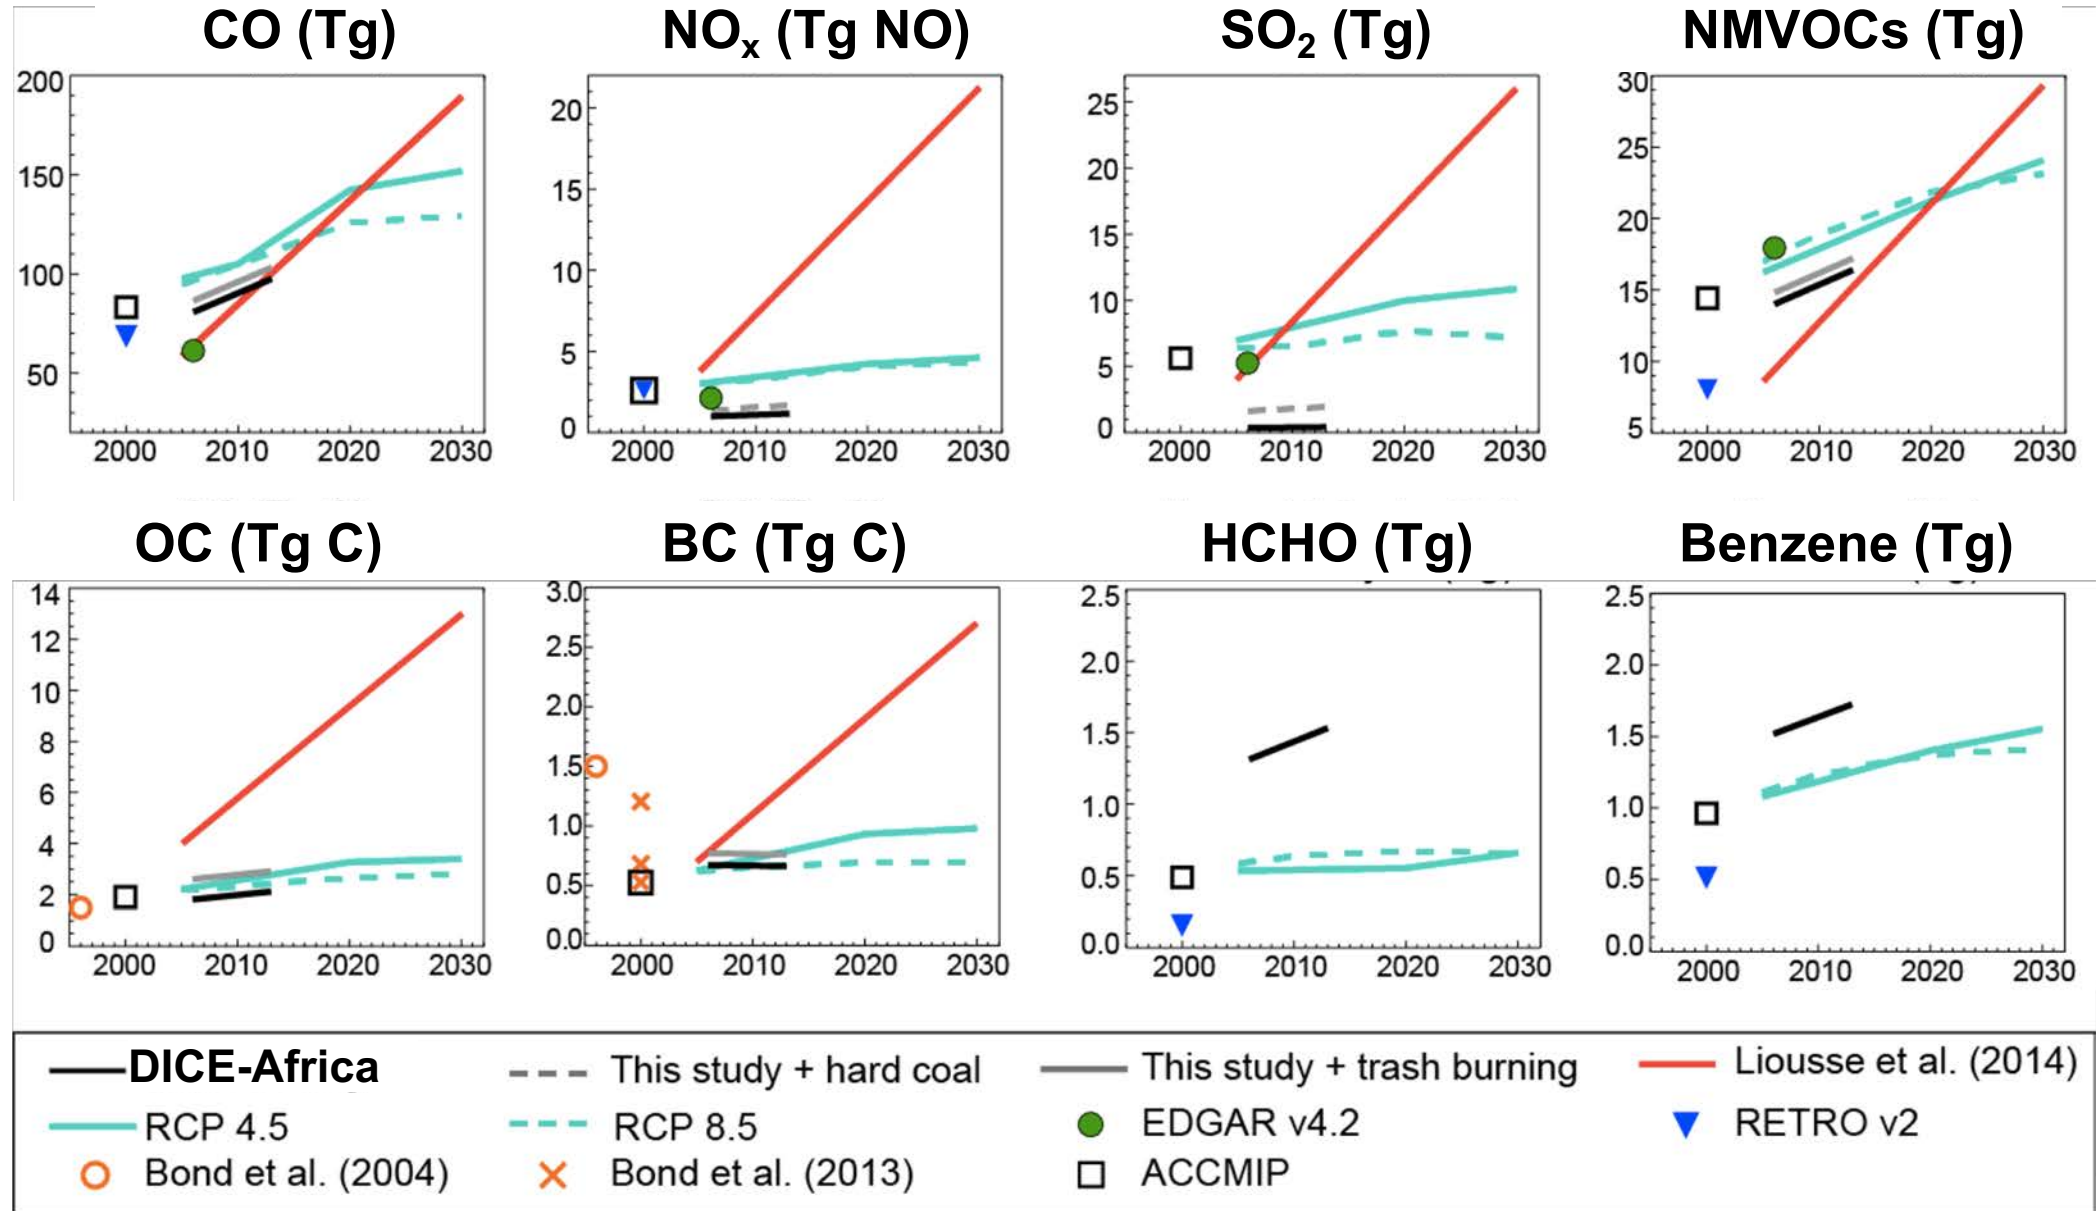 CO (Tg)
NOx (Tg NO)
SO2 (Tg)
NMVOCs (Tg)
200
150
100
50
2000 2010 2020 2030
20
15
10
5
0
2000 2010 2020 2030
25
20
15
10
5
0
2000 2010 2020 2030
30
25
20
15
10
5
2000 2010 2020 2030
OC (Tg C)
BC (Tg C)
HCHO (Tg)
Benzene (Tg)
14
12
10
8
6
4
2
0
2000 2010 2020 2030
3.0
2.5
2.0
1.5
1.0
0.5
0.0
2000 2010 2020 2030
2.5
2.0
1.5
1.0
0.5
0.0
2000 2010 2020 2030
2.5
2.0
1.5
1.0
0.5
0.0
2000 2010 2020 2030
DICE-Africa
This study + hard coal
This study + trash burning
Liousse et al. (2014)
RCP 4.5
RCP 8.5
EDGAR v4.2
RETRO v2
Bond et al. (2004)
Bond et al. (2013)
ACCMIP